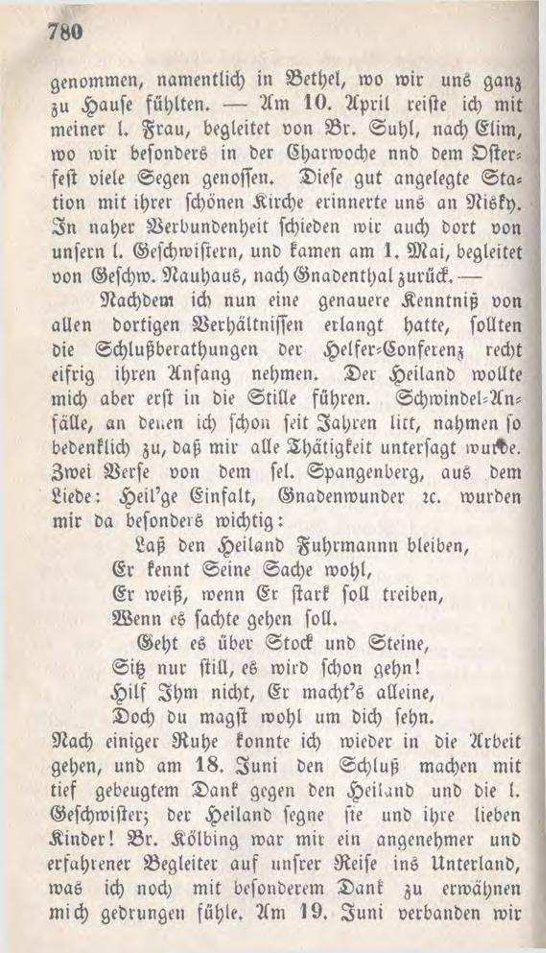 780
genommen, namentlich in Bethel, wo wir uns ganz
zu Hause fühlten. — Am 10. April reiste ich mit
meiner l. Frau, begleitet von Br. Suhl, nach Elim,
wo wir besonders in der Charwoche nnd dem Oster-
fest viele Segen genossen. Diese gut angelegte Sta-
tion mit ihrer schönen Kirche erinnerte uns an Nisky.
In naher Verbundenheit schieden wir auch dort von
unsern l. Geschwistern, und kamen am 1. Mai, begleitet
von Geschw. Nauhaus, nach Gnadenthal zurück. —
Nachdem ich nun eine genauere Kenntniß von
allen dortigen Verhältnissen erlangt hatte, sollten
die Schlußberathungen der Helfer-Conferenz recht
eifrig ihren Anfang nehmen. Der Heiland wollte
mich aber erst in die Stille führen. Schwindel-An-
fälle, an denen ich schon seit Jahren litt, nahmen so
bedenklich zu, daß mir alle Thätigkeit untersagt wurde.
Zwei Verse von dem sel. Spangenberg, aus dem
Liede: Heil'ge Einfalt, Gnadenwunder ꝛc. wurden
mir da besonders wichtig:
Laß den Heiland Fuhrmannn bleiben,
Er kennt Seine Sache wohl,
Er weiß, wenn Er stark soll treiben,
Wenn es sachte gehen soll.
Geht es über Stock und Steine,
Sitz nur still, es wird schon gehn!
Hilf Ihm nicht, Er macht's alleine,
Doch du magst wohl um dich sehn.
Nach einiger Ruhe konnte ich wieder in die Arbeit
gehen, und am 18. Juni den Schluß machen mit
tief gebeugtem Dank gegen den Heiland und die l.
Geschwister; der Heiland segne sie und ihre lieben
Kinder! Br. Kölbing war mir ein angenehmer und
erfahrener Begleiter auf unsrer Reise ins Unterland,
was ich noch mit besonderem Dank zu erwähnen
mich gedrungen fühle. Am 19. Juni verbanden wir